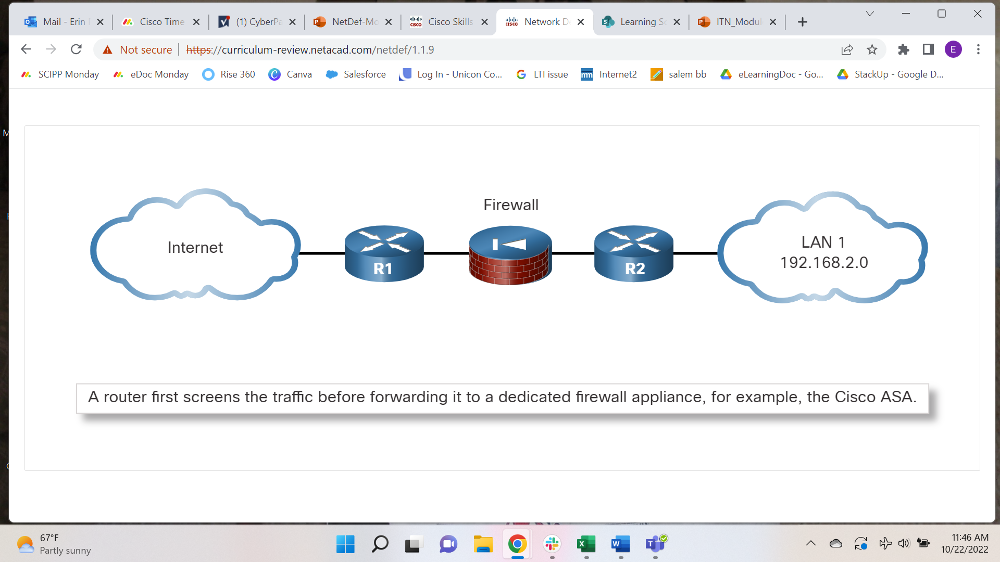 Mail - Erin
Cisco Time
(1) CyberPa
NetDef-Mo
Cisco Skills
Network De
Learning Sc
ITN_Modul
Not secure
https://curriculum-review.netacad.com/netdef/1.1.9
E
SCIPP Monday
eDoc Monday
Rise 360
Canva
Salesforce
Log In - Unicon Co...
LTI issue
Internet2
salem bb
eLearningDoc - Go...
StackUp - Google D...
Firewall
Internet
R1
R2
LAN 1
192.168.2.0
A router first screens the traffic before forwarding it to a dedicated firewall appliance, for example, the Cisco ASA.
67°F
Partly sunny
11:46 AM
10/22/2022